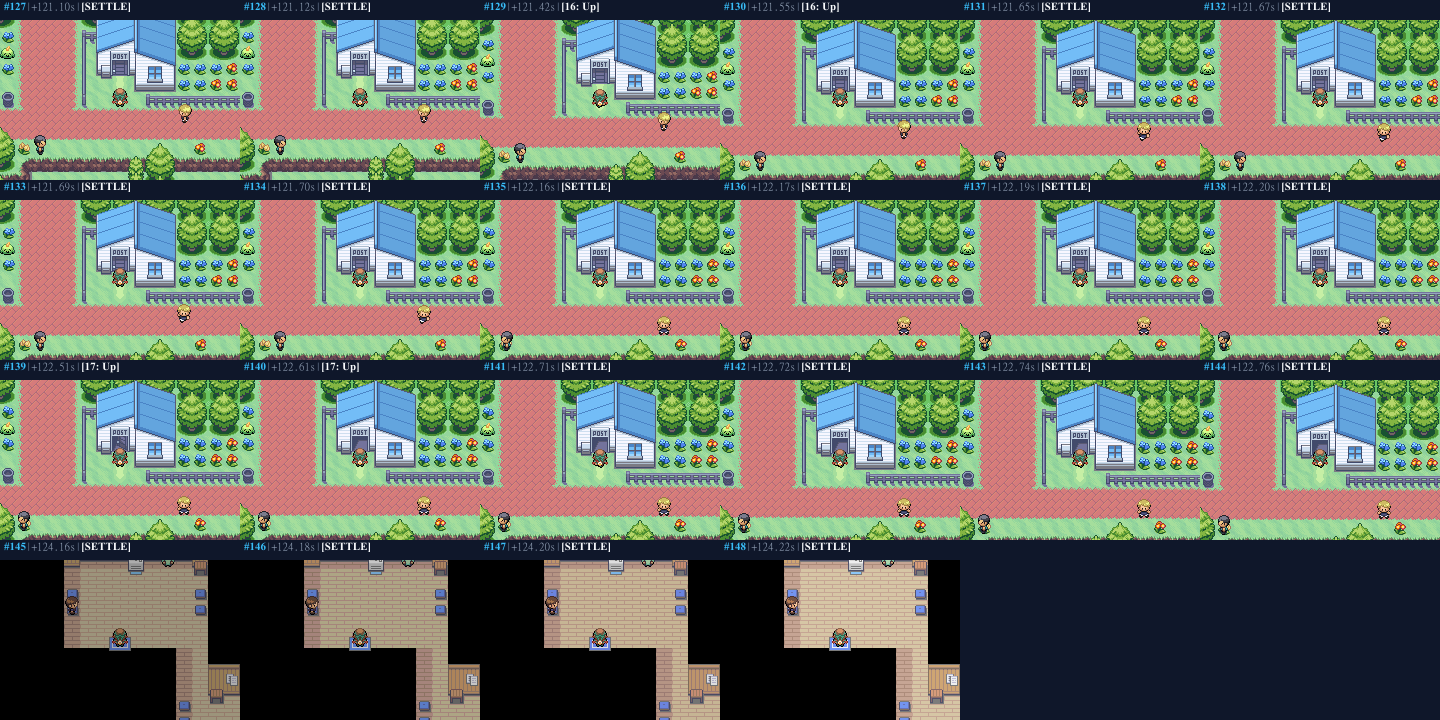 #127|+121.10s|[SETTLE] #128|+121.12s|[SETTLE] #129|+121.42s|[16: Up] #130|+121.55s|[16: Up] #131|+121.65s|[SETTLE] #132|+121.67s|[SETTLE]
POST POST POST POST POST POST
#133|+121.69s|[SETTLE] #134|+121.70s|[SETTLE] #135|+122.16s|[SETTLE] #136|+122.17s|[SETTLE] #137|+122.19s|[SETTLE] #138|+122.20s|[SETTLE]
POST POST POST POST POST POST
#139|+122.51s|[17: Up] #140|+122.61s|[17: Up] #141|+122.71s|[SETTLE] #142|+122.72s|[SETTLE] #143|+122.74s|[SETTLE] #144|+122.76s|[SETTLE]
POST POST POST POST POST POST
#145|+124.16s|[SETTLE] #146|+124.18s|[SETTLE] #147|+124.20s|[SETTLE] #148|+124.22s|[SETTLE]